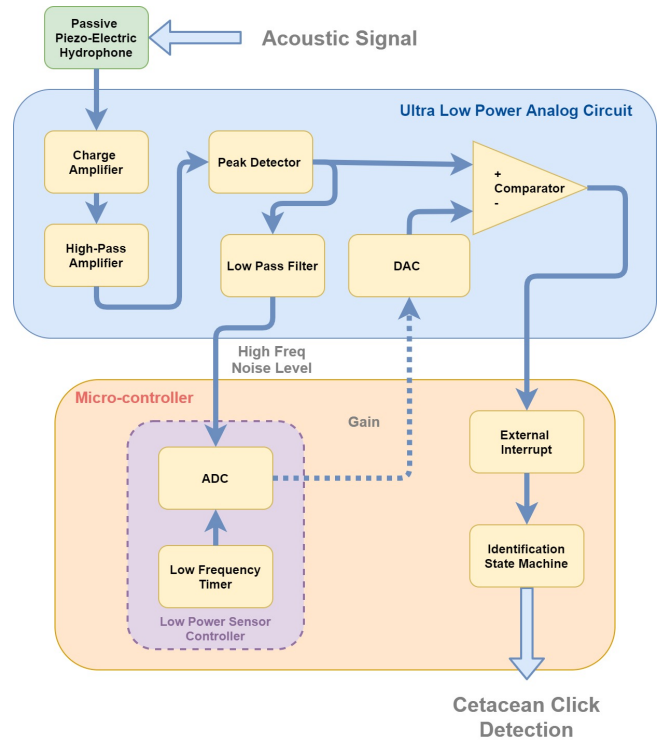 Passive
Piezo-Electric
Hydrophone
Acoustic Signal
Ultra Low Power Analog Circuit
Charge
Amplifier
Peak Detector
+
Comparator
-
High-Pass
Amplifier
Low Pass Filter
DAC
High Freq
Noise Level
Micro-controller
Gain
External
Interrupt
ADC
Identification
State Machine
Low Frequency
Timer
Low Power Sensor
Controller
Cetacean Click
Detection